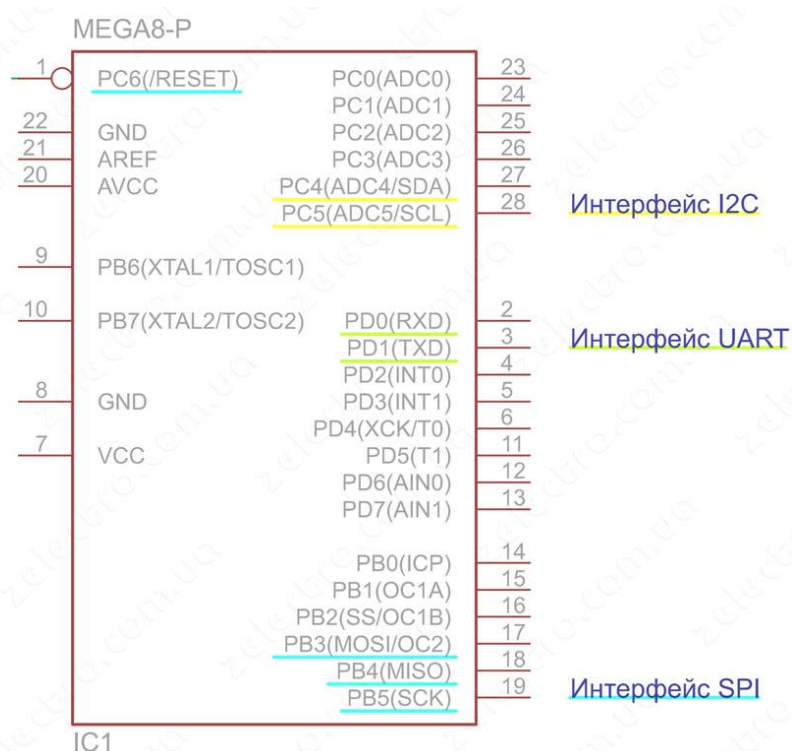 MEGA8-P
1 PC6(/RESET) PC0(ADC0) 23
PC1(ADC1) 24
22 GND PC2(ADC2) 25
21 AREF PC3(ADC3) 26
20 AVCC PC4(ADC4/SDA) 27
PC5(ADC5/SCL) 28 Интерфейс I2C
9 PB6(XTAL1/TOSC1)
10 PB7(XTAL2/TOSC2) PD0(RXD) 2
PD1(TXD) 3 Интерфейс UART
PD2(INT0) 4
8 GND PD3(INT1) 5
PD4(XCK/T0) 6
7 VCC PD5(T1) 11
PD6(AIN0) 12
PD7(AIN1) 13
PB0(ICP) 14
PB1(OC1A) 15
PB2(SS/OC1B) 16
PB3(MOSI/OC2) 17
PB4(MISO) 18
PB5(SCK) 19 Интерфейс SPI
IC1
zelectro.com.ua